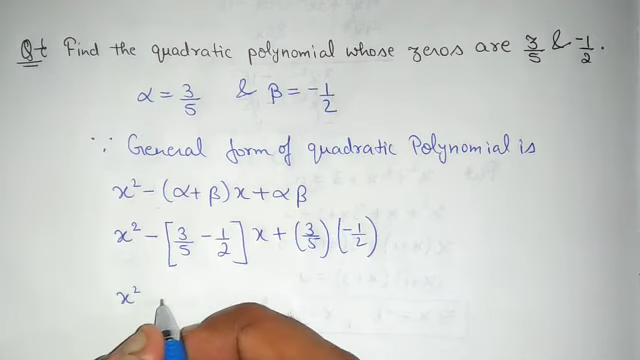 Qt Find the quadratic polynomial whose zeros are 3/5 & -1/2.
α = 3/5 & β = -1/2
∵ General form of quadratic Polynomial is
x² - (α+β)x + αβ
x² - [3/5 - 1/2] x + (3/5) (-1/2)
x²